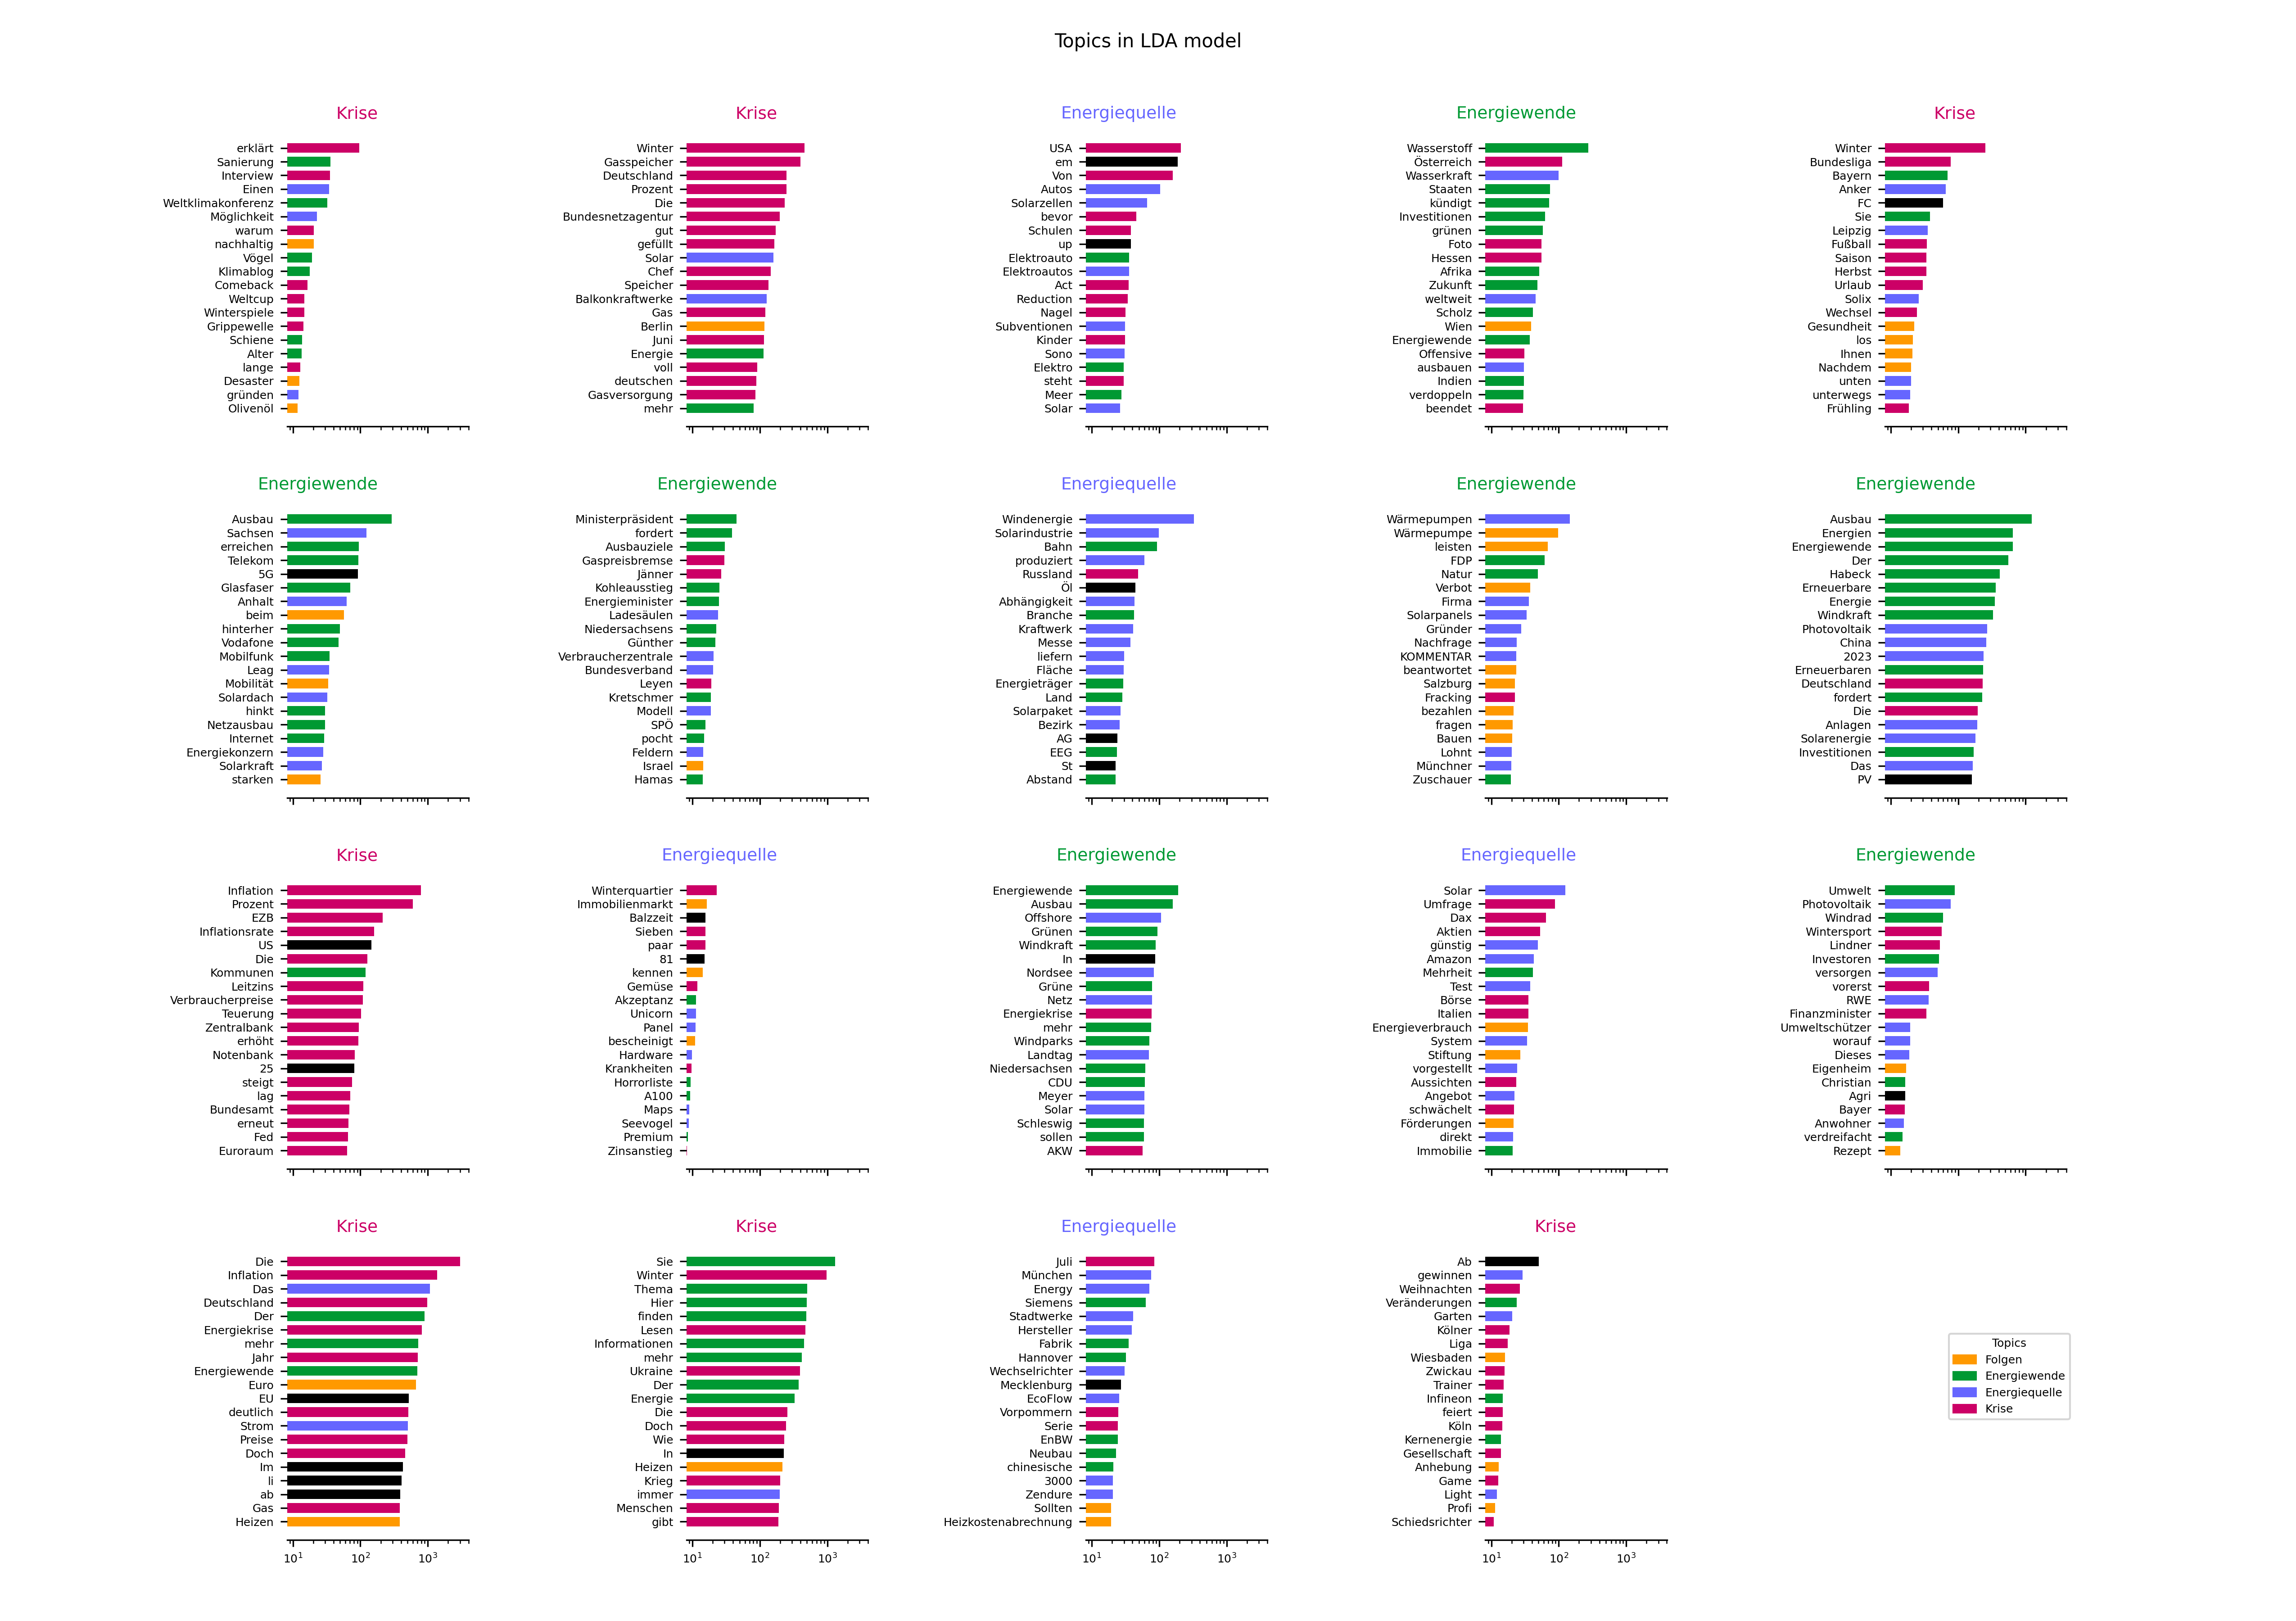 Topics in LDA model
Krise
erklärt
Sanierung
Interview
Einen
Weltklimakonferenz
Möglichkeit
warum
nachhaltig
Vögel
Klimablog
Comeback
Weltcup
Winterspiele
Grippewelle
Schiene
Alter
lange
Desaster
gründen
Olivenöl
Krise
Winter
Gasspeicher
Deutschland
Prozent
Die
Bundesnetzagentur
gut
gefüllt
Solar
Chef
Speicher
Balkonkraftwerke
Gas
Berlin
Juni
Energie
voll
deutschen
Gasversorgung
mehr
Energiequelle
USA
em
Von
Autos
Solarzellen
bevor
Schulen
up
Elektroauto
Elektroautos
Act
Reduction
Nagel
Subventionen
Kinder
Sono
Elektro
steht
Meer
Solar
Energiewende
Wasserstoff
Österreich
Wasserkraft
Staaten
kündigt
Investitionen
grünen
Foto
Hessen
Afrika
Zukunft
weltweit
Scholz
Wien
Energiewende
Offensive
ausbauen
Indien
verdoppeln
beendet
Krise
Winter
Bundesliga
Bayern
Anker
FC
Sie
Leipzig
Fußball
Saison
Herbst
Urlaub
Solix
Wechsel
Gesundheit
los
Ihnen
Nachdem
unten
unterwegs
Frühling
Energiewende
Ausbau
Sachsen
erreichen
Telekom
5G
Glasfaser
Anhalt
beim
hinterher
Vodafone
Mobilfunk
Leag
Mobilität
Solardach
hinkt
Netzausbau
Internet
Energiekonzern
Solarkraft
starken
Energiewende
Ministerpräsident
fordert
Ausbauziele
Gaspreisbremse
Jänner
Kohleausstieg
Energieminister
Ladesäulen
Niedersachsens
Günther
Verbraucherzentrale
Bundesverband
Leyen
Kretschmer
Modell
SPÖ
pocht
Feldern
Israel
Hamas
Energiequelle
Windenergie
Solarindustrie
Bahn
produziert
Russland
Öl
Abhängigkeit
Branche
Kraftwerk
Messe
liefern
Fläche
Energieträger
Land
Solarpaket
Bezirk
AG
EEG
St
Abstand
Energiewende
Wärmepumpen
Wärmepumpe
leisten
FDP
Natur
Verbot
Firma
Solarpanels
Gründer
Nachfrage
KOMMENTAR
beantwortet
Salzburg
Fracking
bezahlen
fragen
Bauen
Lohnt
Münchner
Zuschauer
Energiewende
Ausbau
Energien
Energiewende
Der
Habeck
Erneuerbare
Energie
Windkraft
Photovoltaik
China
2023
Erneuerbaren
Deutschland
fordert
Die
Anlagen
Solarenergie
Investitionen
Das
PV
Krise
Inflation
Prozent
EZB
Inflationsrate
US
Die
Kommunen
Leitzins
Verbraucherpreise
Teuerung
Zentralbank
erhöht
Notenbank
25
steigt
lag
Bundesamt
erneut
Fed
Euroraum
Energiequelle
Winterquartier
Immobilienmarkt
Balzzeit
Sieben
paar
81
kennen
Gemüse
Akzeptanz
Unicorn
Panel
bescheinigt
Hardware
Krankheiten
Horrorliste
A100
Maps
Seevogel
Premium
Zinsanstieg
Energiewende
Energiewende
Ausbau
Offshore
Grünen
Windkraft
In
Nordsee
Grüne
Netz
Energiekrise
mehr
Windparks
Landtag
Niedersachsen
CDU
Meyer
Solar
Schleswig
sollen
AKW
Energiequelle
Solar
Umfrage
Dax
Aktien
günstig
Amazon
Mehrheit
Test
Börse
Italien
Energieverbrauch
System
Stiftung
vorgestellt
Aussichten
Angebot
schwächelt
Förderungen
direkt
Immobilie
Energiewende
Umwelt
Photovoltaik
Windrad
Wintersport
Lindner
Investoren
versorgen
vorerst
RWE
Finanzminister
Umweltschützer
worauf
Dieses
Eigenheim
Christian
Agri
Bayer
Anwohner
verdreifacht
Rezept
Krise
Die
Inflation
Das
Deutschland
Der
Energiekrise
mehr
Jahr
Energiewende
Euro
EU
deutlich
Strom
Preise
Doch
Im
li
ab
Gas
Heizen
10¹ 10² 10³
Krise
Sie
Winter
Thema
Hier
finden
Lesen
Informationen
mehr
Ukraine
Der
Energie
Die
Doch
Wie
In
Heizen
Krieg
immer
Menschen
gibt
10¹ 10² 10³
Energiequelle
Juli
München
Energy
Siemens
Stadtwerke
Hersteller
Fabrik
Hannover
Wechselrichter
Mecklenburg
EcoFlow
Vorpommern
Serie
EnBW
Neubau
chinesische
3000
Zendure
Sollten
Heizkostenabrechnung
10¹ 10² 10³
Krise
Ab
gewinnen
Weihnachten
Veränderungen
Garten
Kölner
Liga
Wiesbaden
Zwickau
Trainer
Infineon
feiert
Köln
Kernenergie
Gesellschaft
Anhebung
Game
Light
Profi
Schiedsrichter
10¹ 10² 10³
Topics
Folgen
Energiewende
Energiequelle
Krise